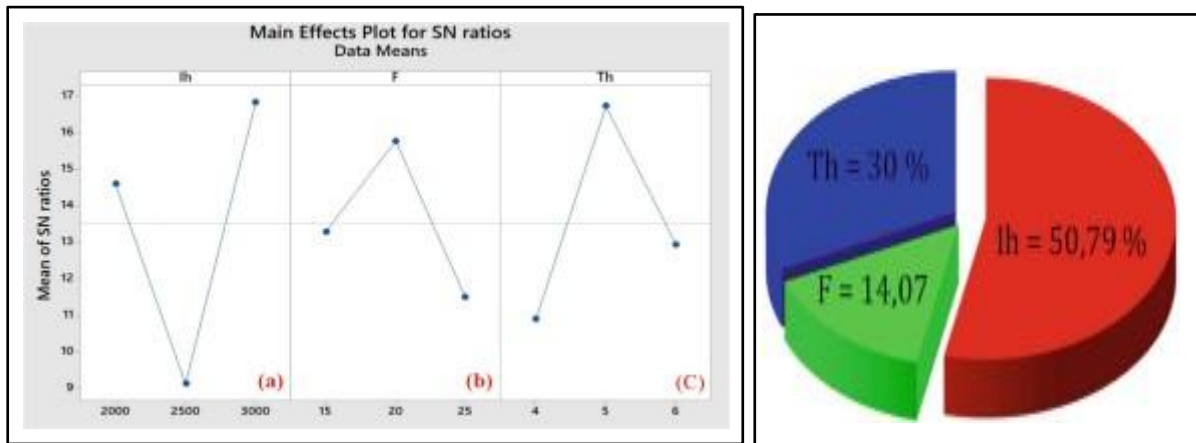 Main Effects Plot for SN ratios
Data Means
Ih F Th
Mean of SN ratios
17
16
15
14
13
12
11
10
9
(a) (b) (C)
2000 2500 3000 15 20 25 4 5 6
Th = 30 %
Ih = 50,79 %
F = 14,07